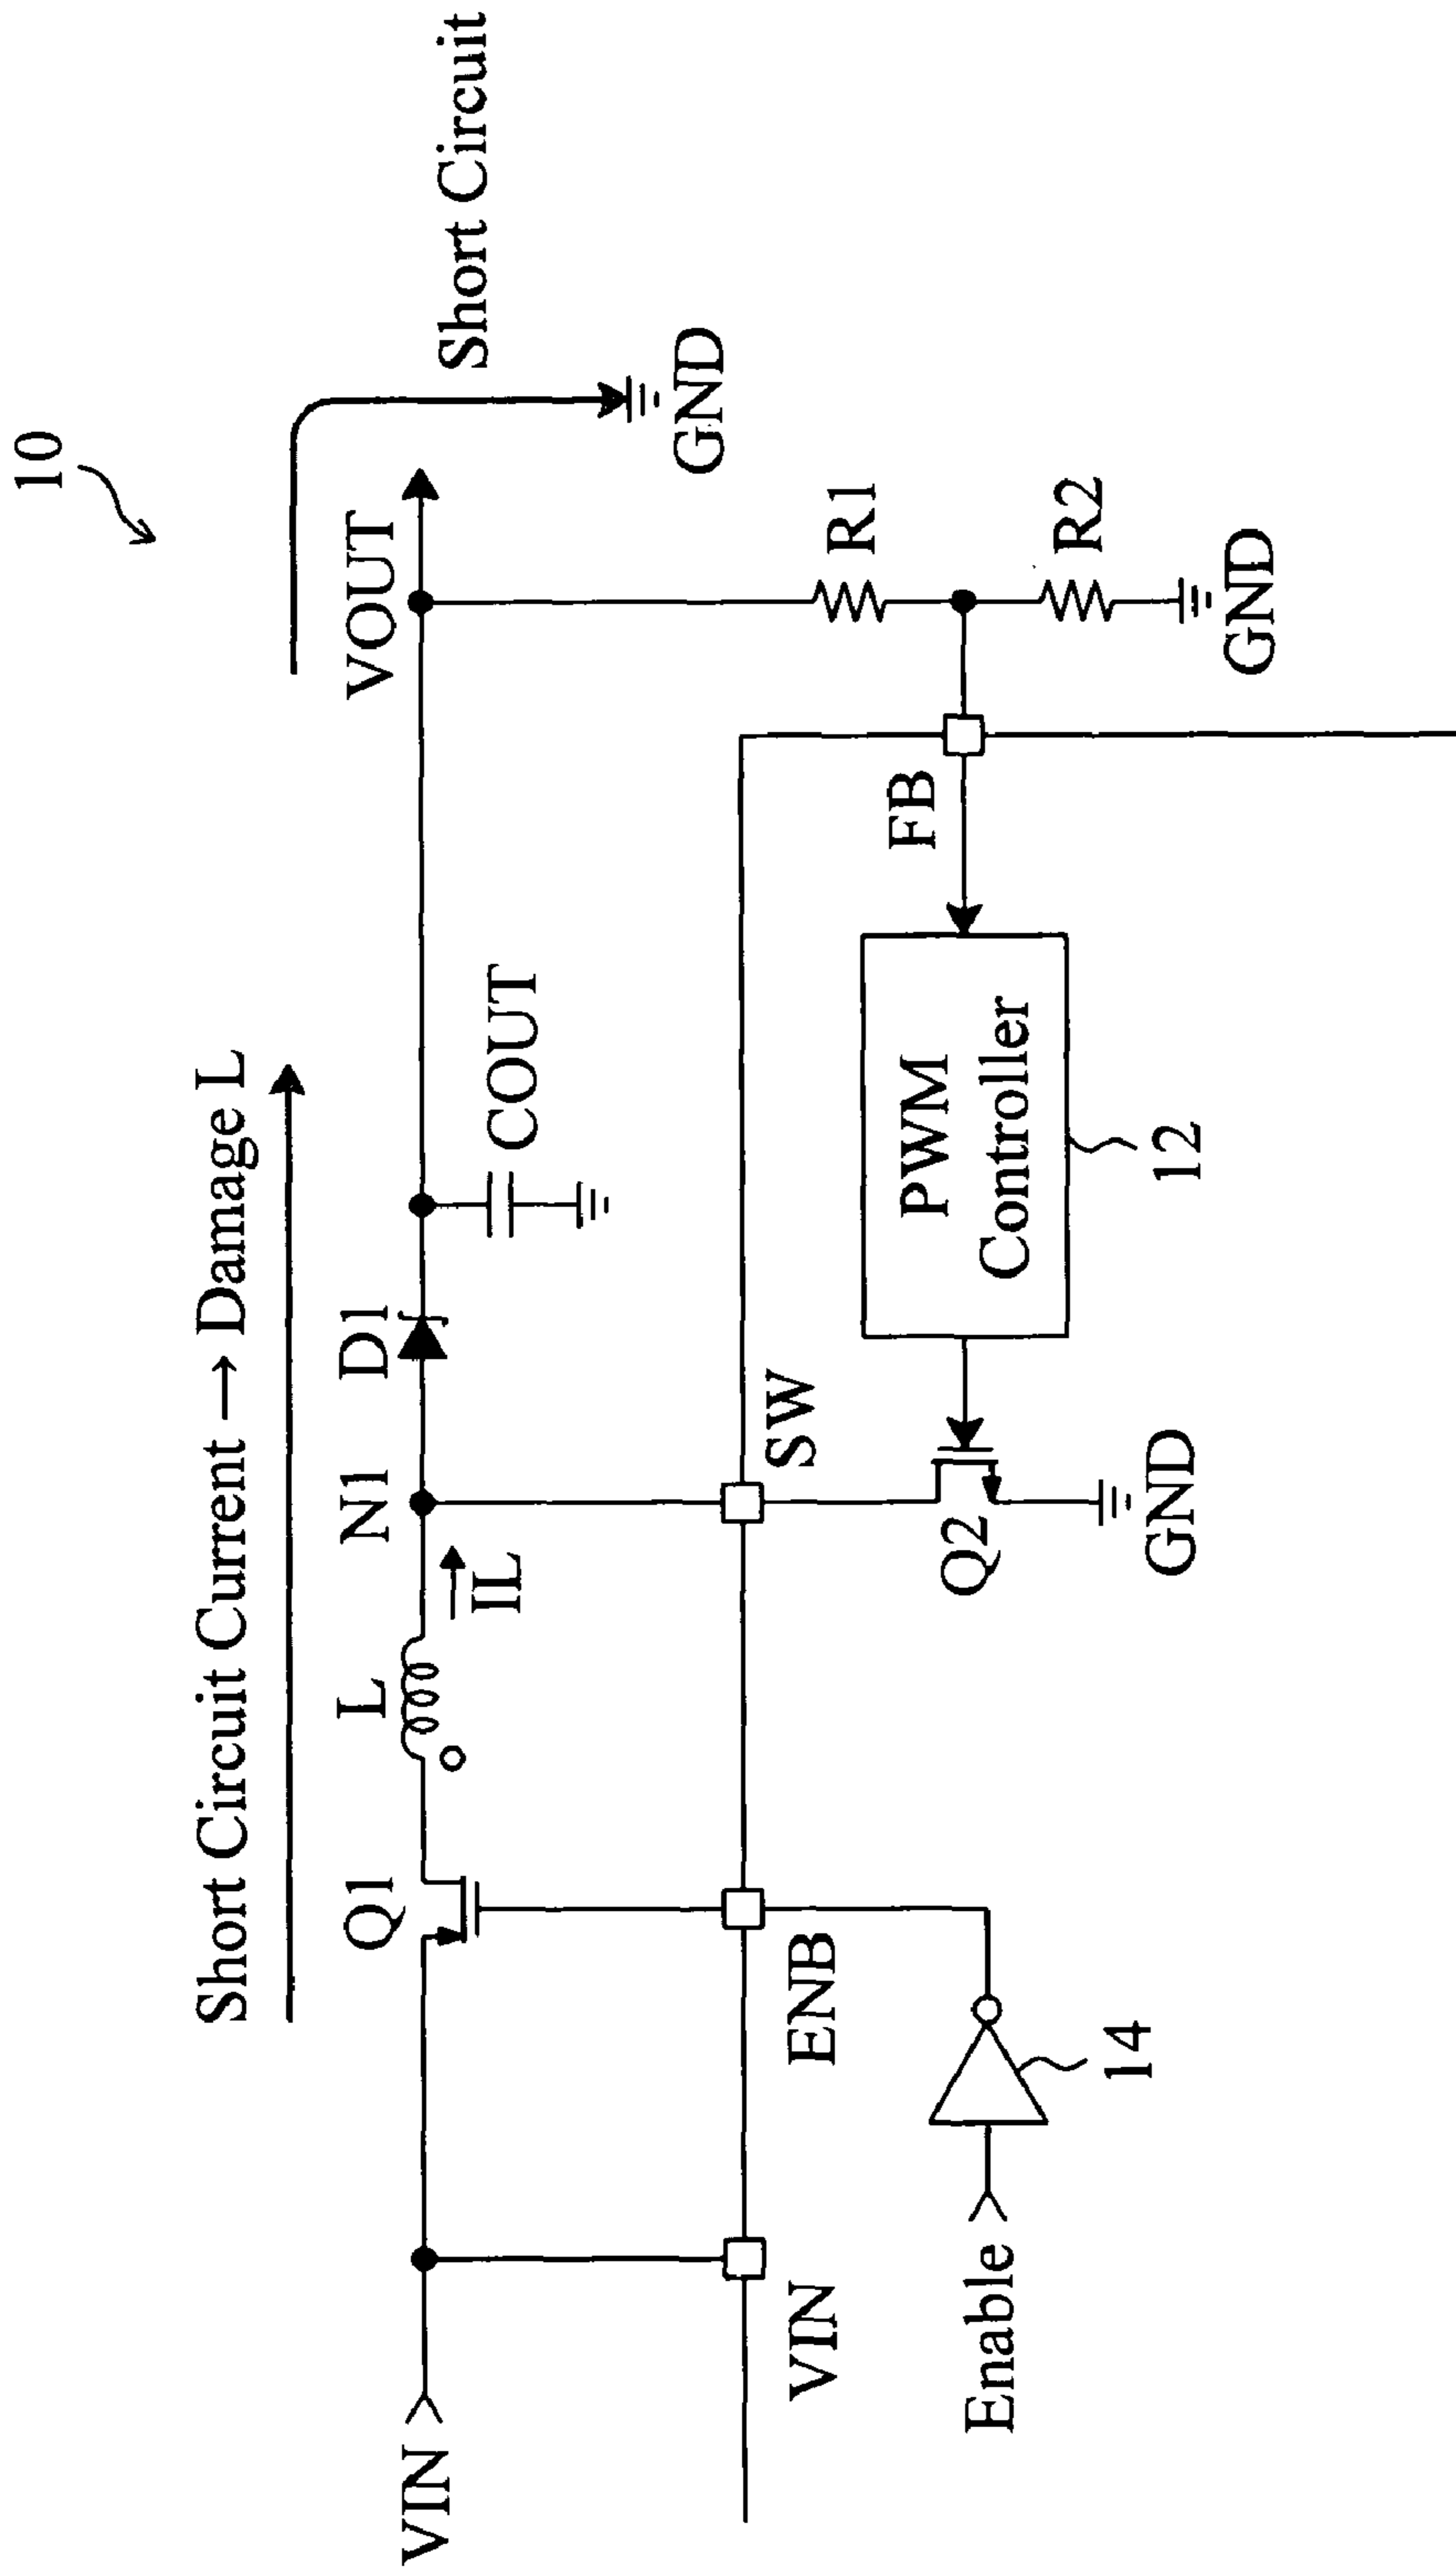 10
Short Circuit Current → Damage L
Short Circuit
VIN
Q1
L
IL
N1
D1
COUT
VOUT
GND
R1
R2
GND
VIN
ENB
SW
FB
Enable
14
Q2
GND
PWM
Controller
12